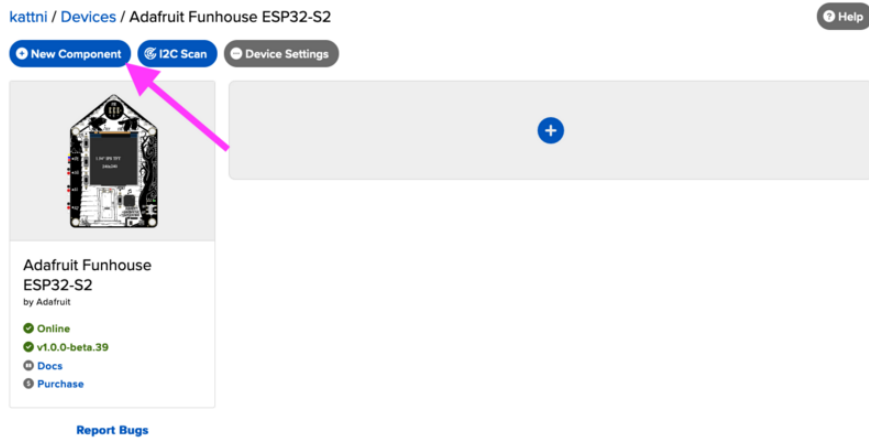 kattni / Devices / Adafruit Funhouse ESP32-S2
Help
New Component
I2C Scan
Device Settings
Adafruit Funhouse
ESP32-S2
by Adafruit
Online
v1.0.0-beta.39
Docs
Purchase
Report Bugs